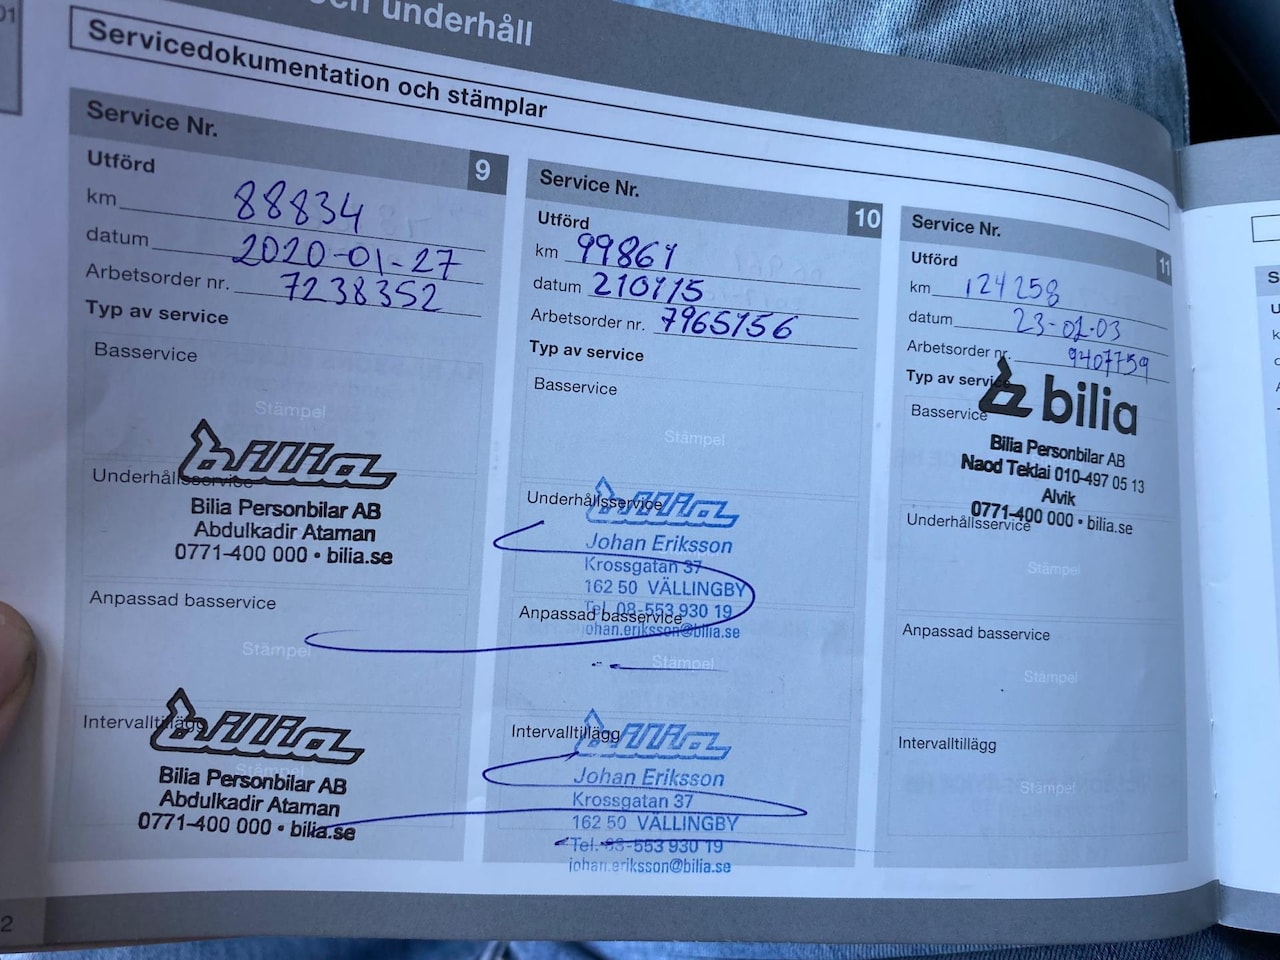 och underhåll
Servicedokumentation och stämplar
Service Nr.
9
Utförd
km 88834
datum 2020-01-27
Arbetsorder nr. 7238352
Typ av service
Basservice
Stämpel
bilia
Underhållsservice
Bilia Personbilar AB
Abdulkadir Ataman
0771-400 000 • bilia.se
Anpassad basservice
Stämpel
bilia
Intervalltillägg
Bilia Personbilar AB
Abdulkadir Ataman
0771-400 000 • bilia.se
Service Nr.
10
Utförd
km 99861
datum 210115
Arbetsorder nr. 7965156
Typ av service
Basservice
Stämpel
bilia
Underhållsservice
Johan Eriksson
Krossgatan 37
162 50 VÄLLINGBY
Tel. 08-553 930 19
Anpassad basservice
johan.eriksson@bilia.se
Stämpel
bilia
Intervalltillägg
Johan Eriksson
Krossgatan 37
162 50 VÄLLINGBY
Tel. 08-553 930 19
johan.eriksson@bilia.se
Service Nr.
11
Utförd
km 124258
datum 23-02-03
Arbetsorder nr. 9407759
Typ av service
bilia
Basservice
Bilia Personbilar AB
Naod Teklai 010-497 05 13
Alvik
0771-400 000 • bilia.se
Underhållsservice
Stämpel
Anpassad basservice
Stämpel
Intervalltillägg
Stämpel